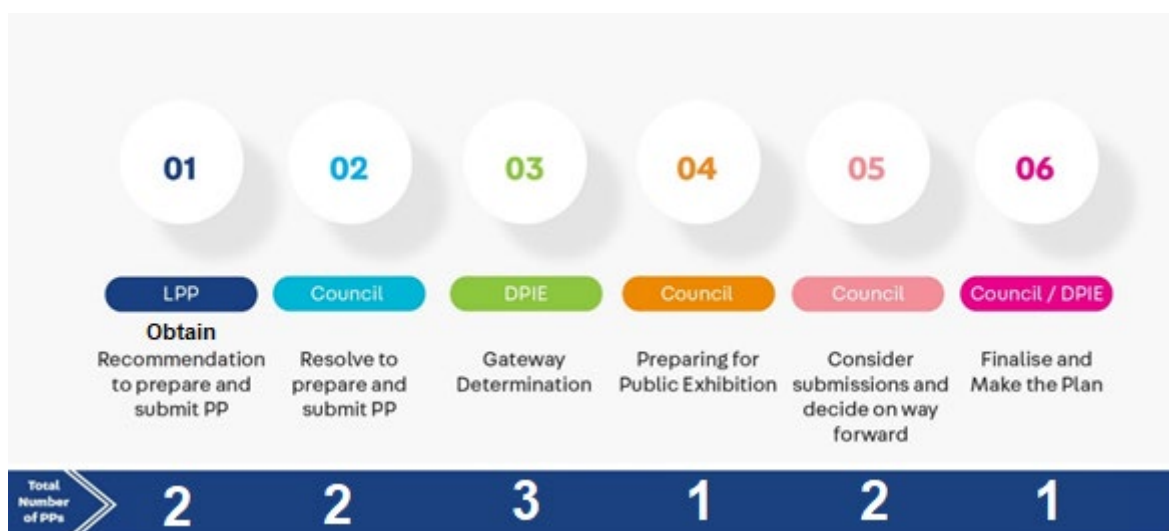 01 02 03 04 05 06
LPP Council DPIE Council Council Council / DPIE
Obtain
Recommendation
to prepare and
submit PP
Resolve to
prepare and
submit PP
Gateway
Determination
Preparing for
Public Exhibition
Consider
submissions and
decide on way
forward
Finalise and
Make the Plan
Total
Number
of PPs
2 2 3 1 2 1